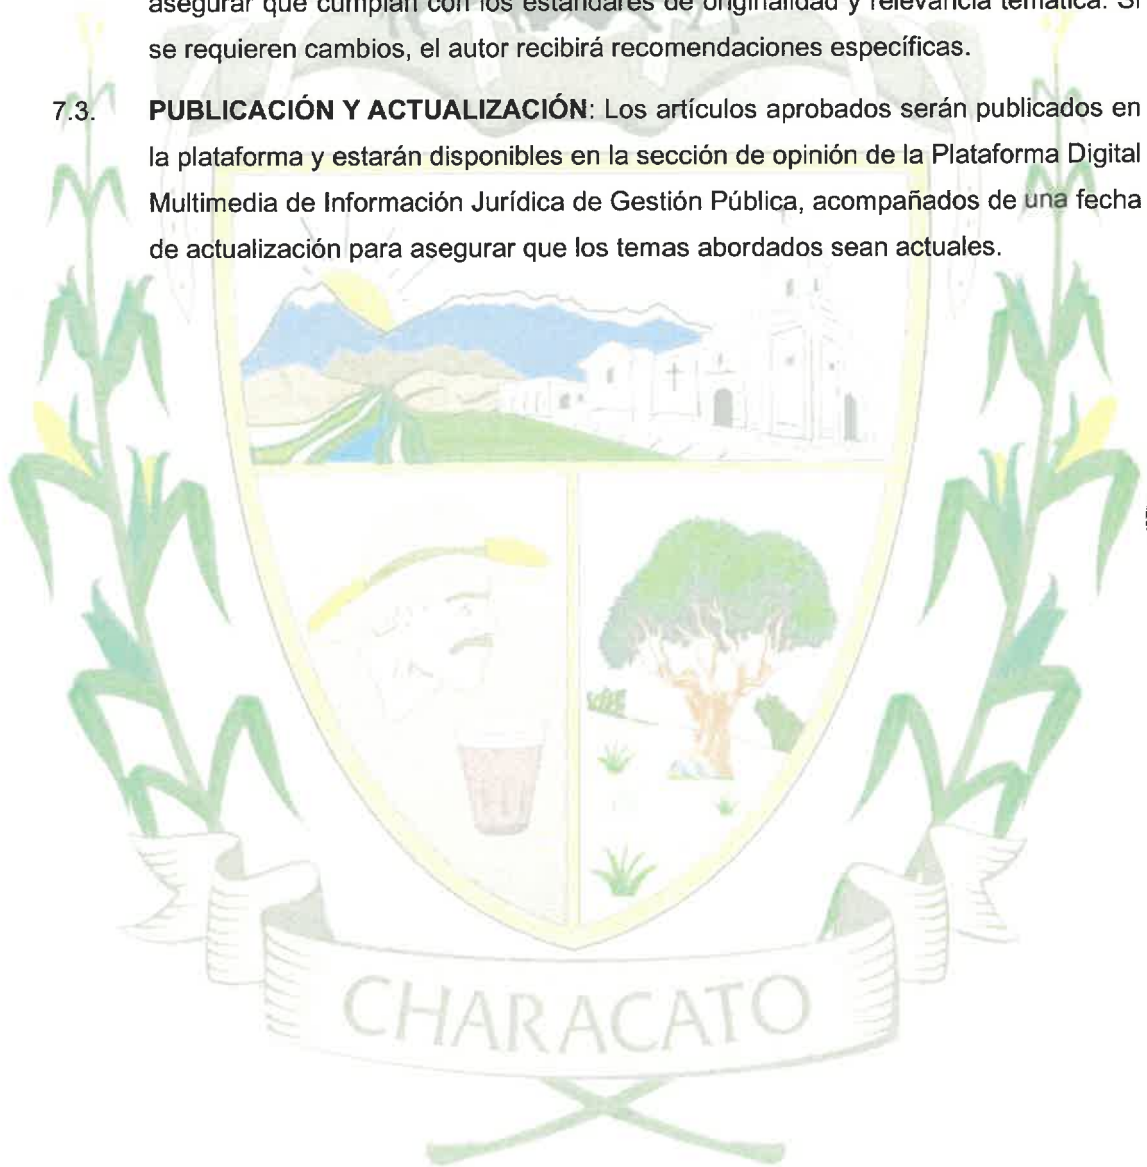 asegurar que cumplan con los estándares de originalidad y relevancia temática. Si
se requieren cambios, el autor recibirá recomendaciones específicas.
7.3. PUBLICACIÓN Y ACTUALIZACIÓN: Los artículos aprobados serán publicados en
la plataforma y estarán disponibles en la sección de opinión de la Plataforma Digital
Multimedia de Información Jurídica de Gestión Pública, acompañados de una fecha
de actualización para asegurar que los temas abordados sean actuales.
CHARACATO